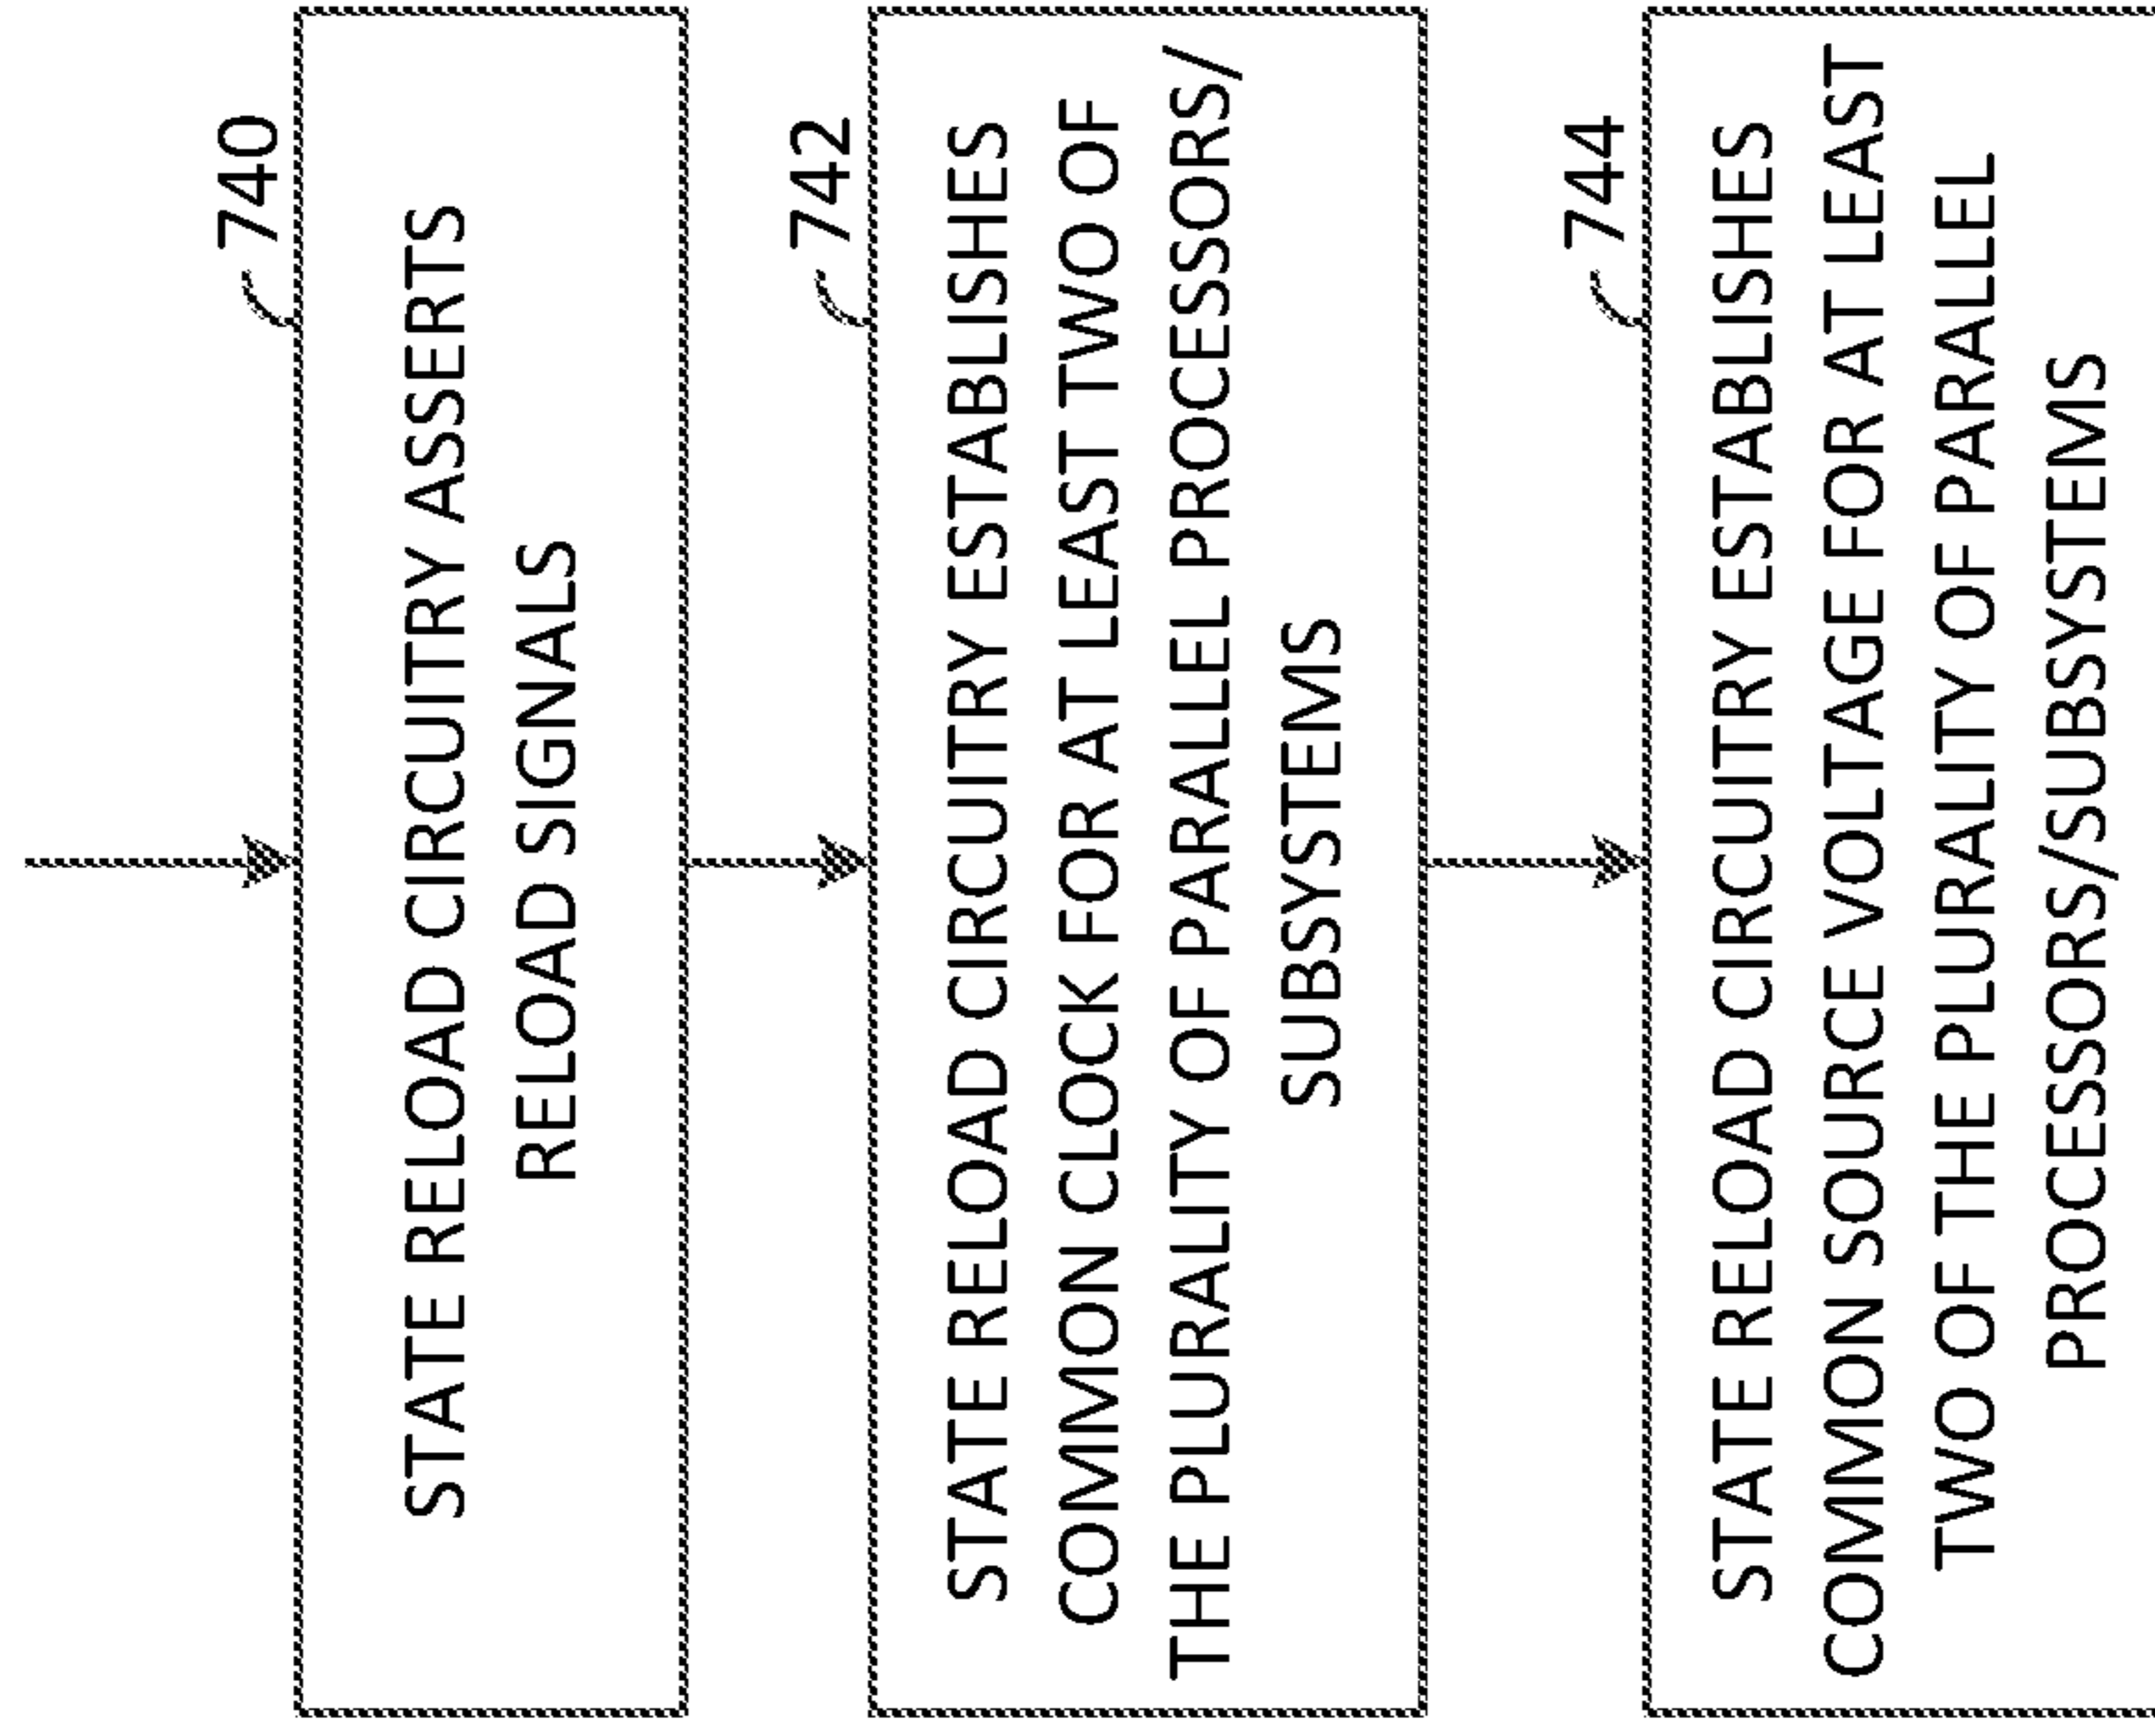 740
STATE RELOAD CIRCUITRY ASSERTS
RELOAD SIGNALS
742
STATE RELOAD CIRCUITRY ESTABLISHES
COMMON CLOCK FOR AT LEAST TWO OF
THE PLURALITY OF PARALLEL PROCESSORS/
SUBSYSTEMS
744
STATE RELOAD CIRCUITRY ESTABLISHES
COMMON SOURCE VOLTAGE FOR AT LEAST
TWO OF THE PLURALITY OF PARALLEL
PROCESSORS/SUBSYSTEMS